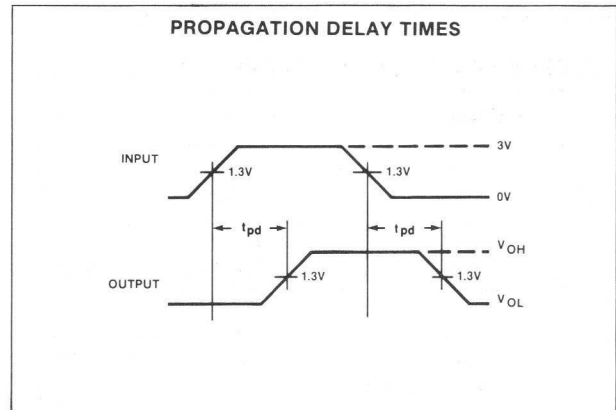 PROPAGATION DELAY TIMES
INPUT
3V
1.3V
1.3V
0V
tpd
tpd
VOH
OUTPUT
1.3V
1.3V
VOL